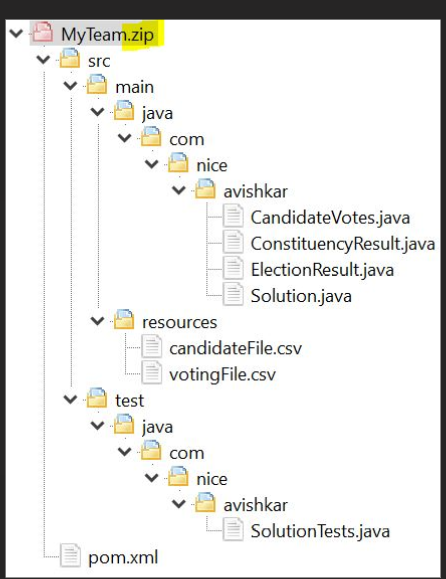 MyTeam.zip
src
main
java
com
nice
avishkar
CandidateVotes.java
ConstituencyResult.java
ElectionResult.java
Solution.java
resources
candidateFile.csv
votingFile.csv
test
java
com
nice
avishkar
SolutionTests.java
pom.xml